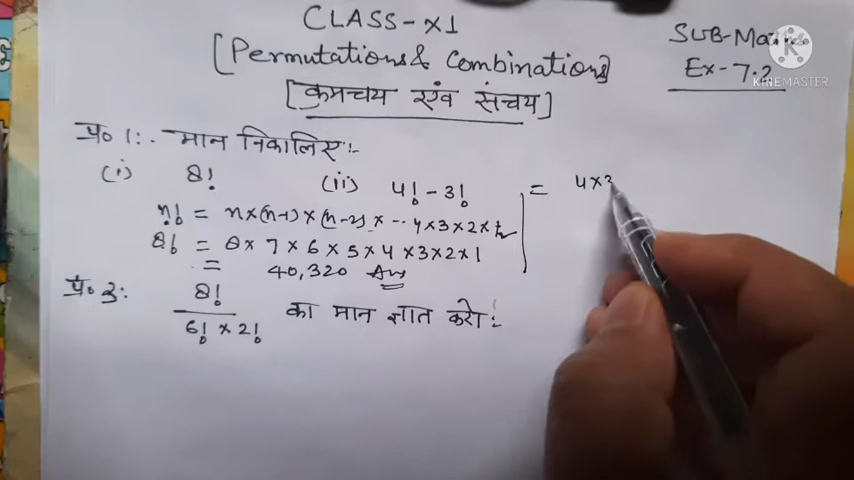 CLASS-XI
SUB-Ma
[Permutations & Combinations]
Ex-7.2
KINEMASTER
[क्रमचय एंव संचय]
प्र० 1:- मान निकालिए:-
(i) 8! (ii) 4! - 3! = 4×3
n! = n×(n-1)×(n-2)×--4×3×2×1
8! = 8×7×6×5×4×3×2×1
= 40,320 Ans
प्र० 3: 8!/6!×2! का मान ज्ञात करो: